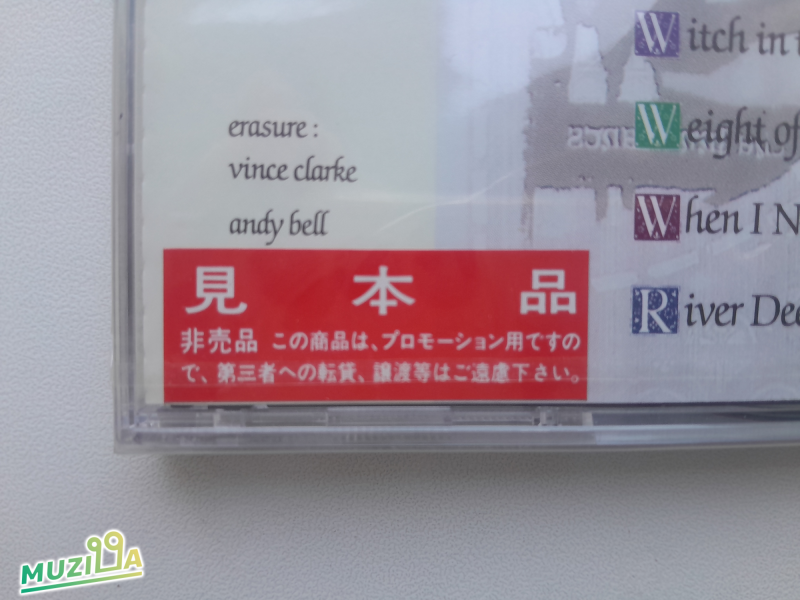 erasure :
vince clarke
andy bell
Witch in t
Weight of
When I N
River Dee
見本品
非売品 この商品は、プロモーション用ですの
で、第三者への転貸、譲渡等はご遠慮下さい。
MUZILLA